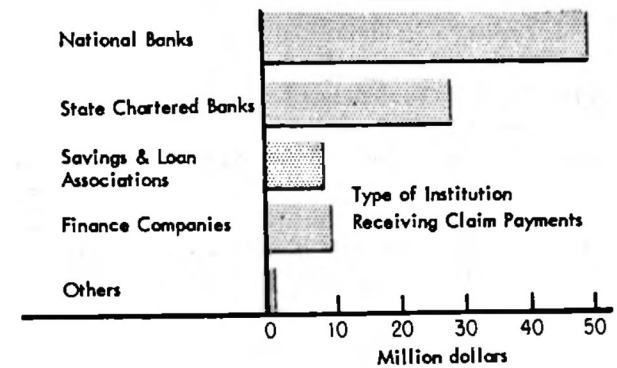 National Banks
State Chartered Banks
Savings & Loan
Associations
Type of Institution
Receiving Claim Payments
Finance Companies
Others
0 10 20 30 40 50
Million dollars